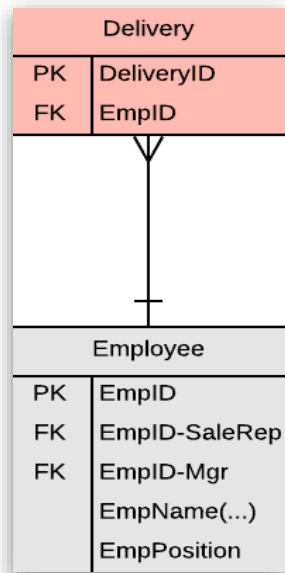 Delivery
PK DeliveryID
FK EmpID
Employee
PK EmpID
FK EmpID-SaleRep
FK EmpID-Mgr
EmpName(...)
EmpPosition